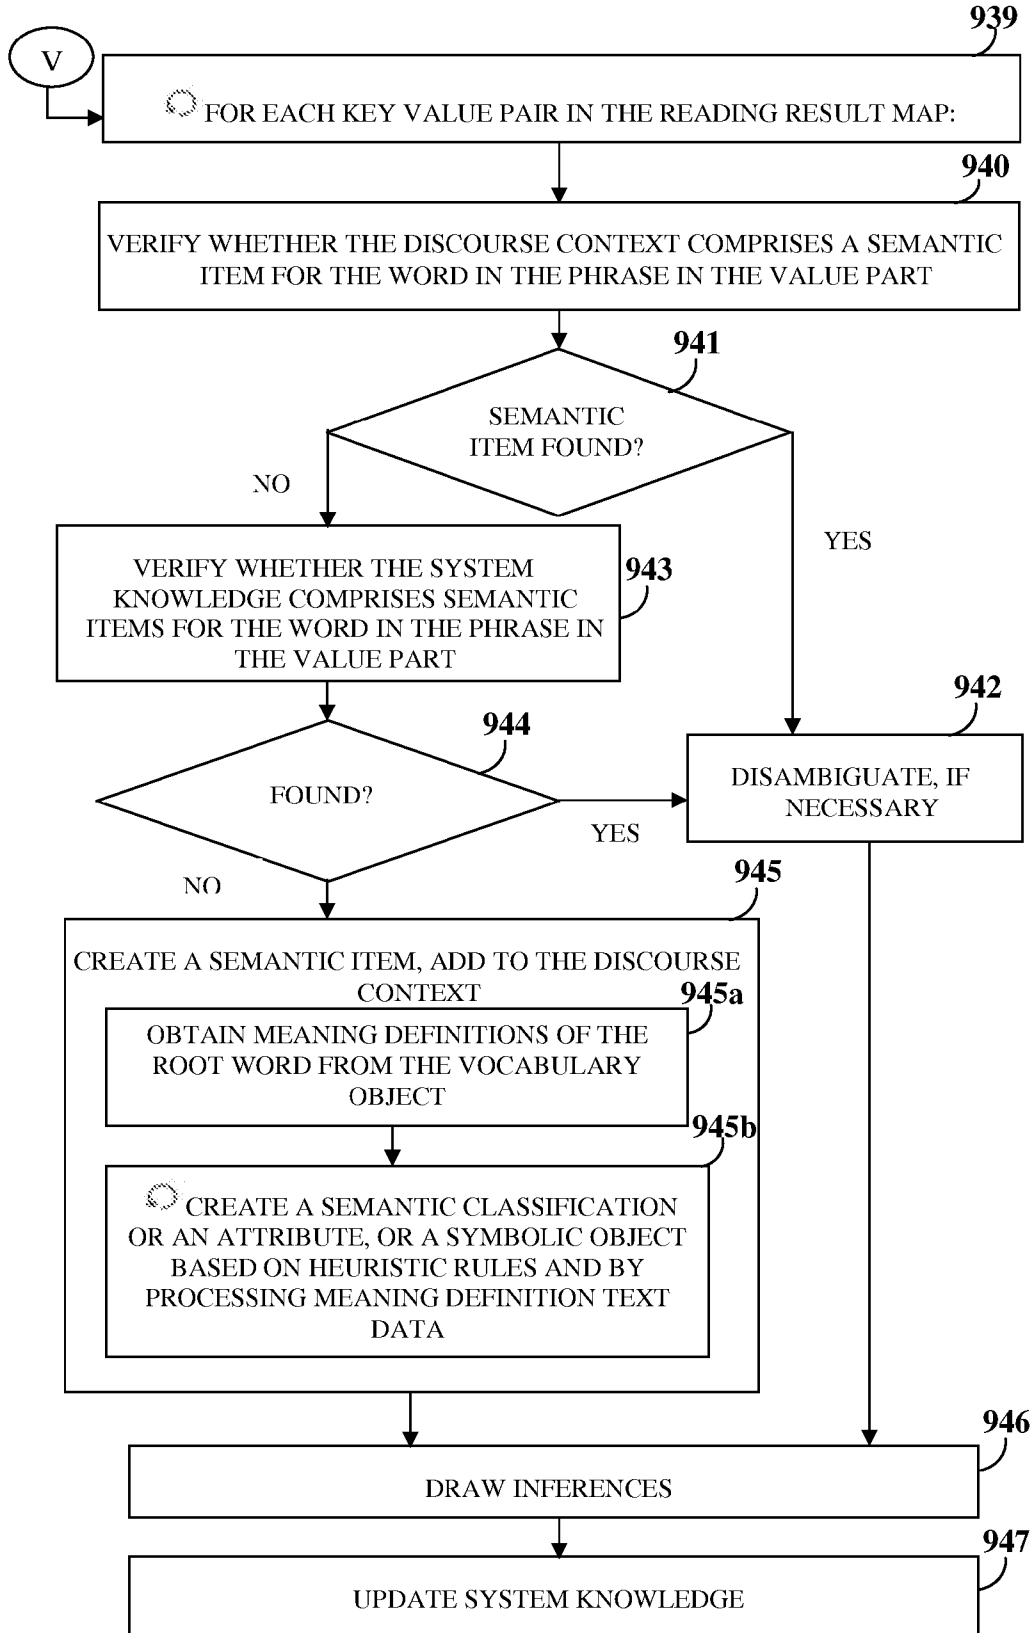 939
V
FOR EACH KEY VALUE PAIR IN THE READING RESULT MAP:
940
VERIFY WHETHER THE DISCOURSE CONTEXT COMPRISES A SEMANTIC
ITEM FOR THE WORD IN THE PHRASE IN THE VALUE PART
941
SEMANTIC
ITEM FOUND?
NO
YES
VERIFY WHETHER THE SYSTEM
KNOWLEDGE COMPRISES SEMANTIC
ITEMS FOR THE WORD IN THE PHRASE IN
THE VALUE PART
943
942
944
FOUND?
YES
DISAMBIGUATE, IF
NECESSARY
NO
945
CREATE A SEMANTIC ITEM, ADD TO THE DISCOURSE
CONTEXT
945a
OBTAIN MEANING DEFINITIONS OF THE
ROOT WORD FROM THE VOCABULARY
OBJECT
945b
CREATE A SEMANTIC CLASSIFICATION
OR AN ATTRIBUTE, OR A SYMBOLIC OBJECT
BASED ON HEURISTIC RULES AND BY
PROCESSING MEANING DEFINITION TEXT
DATA
946
DRAW INFERENCES
947
UPDATE SYSTEM KNOWLEDGE